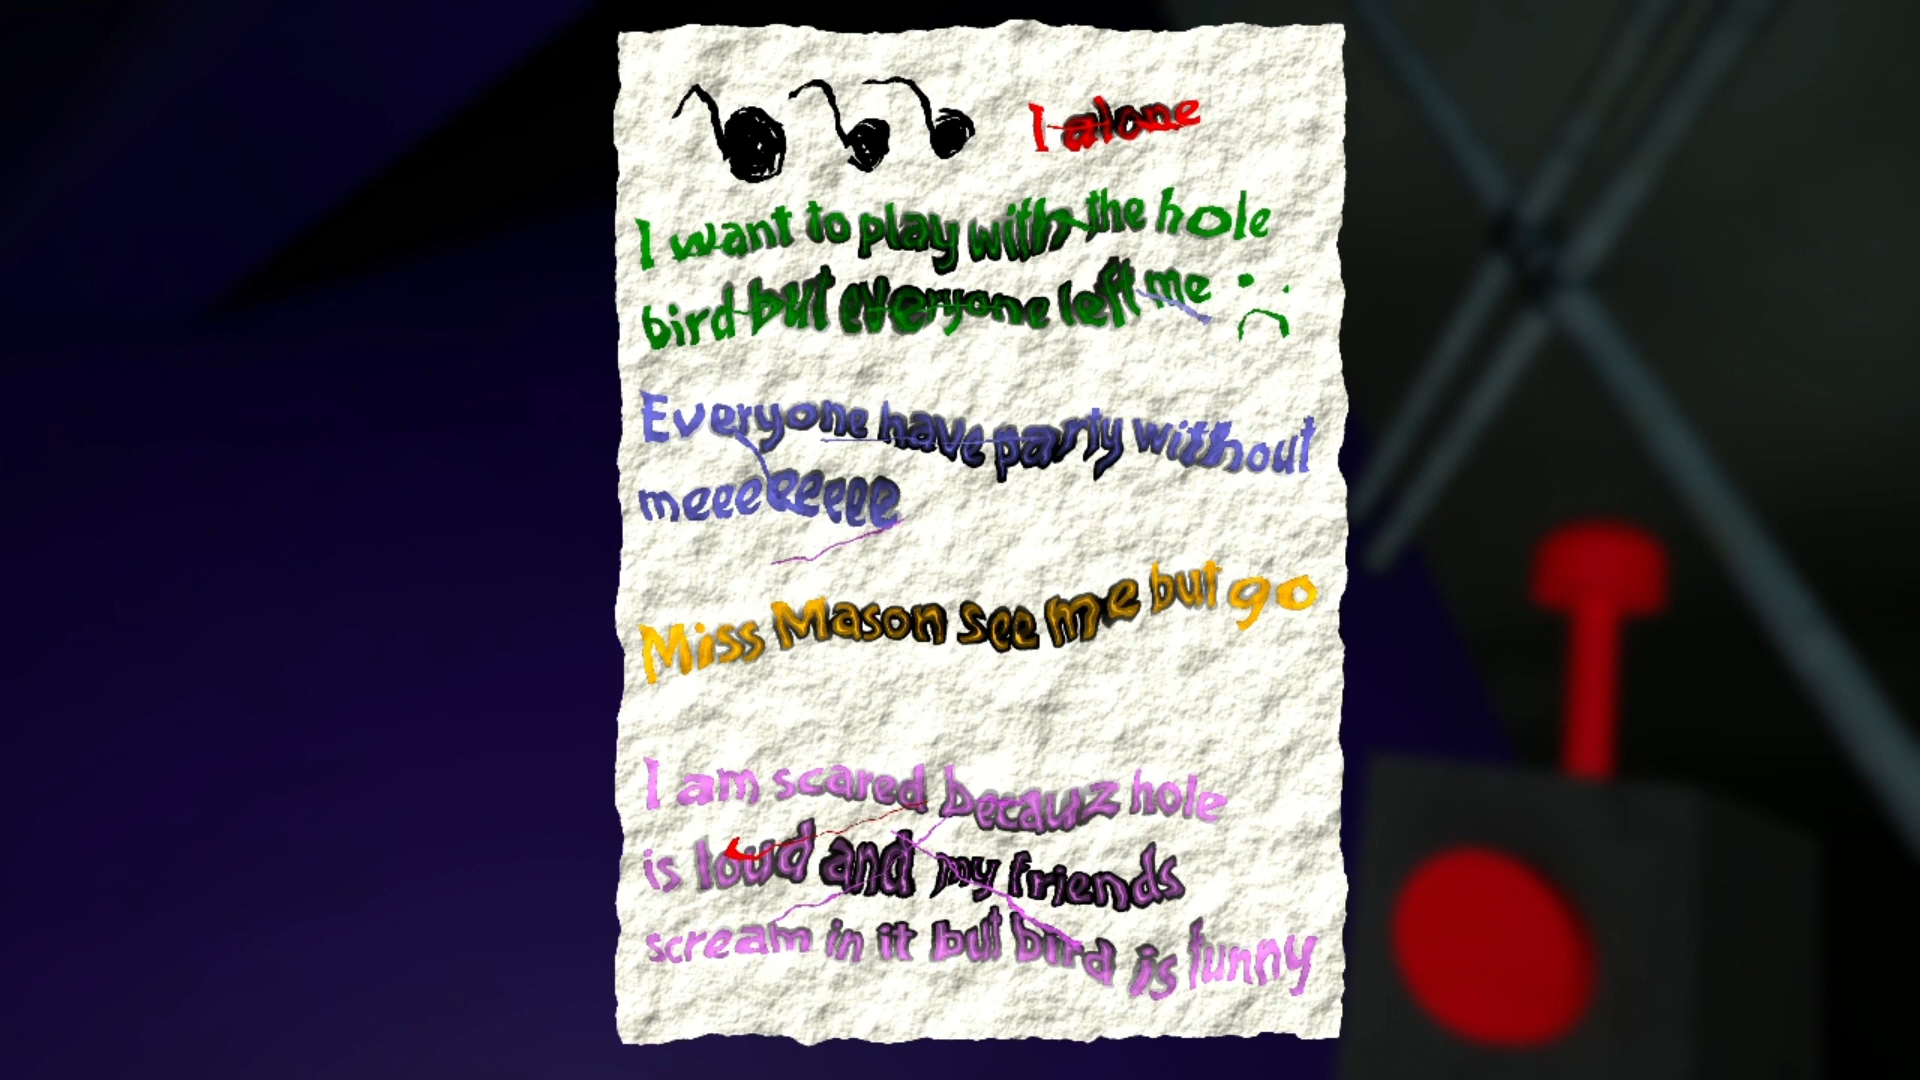 I alone
I want to play with the hole
bird but everyone left me :(
Everyone have party without
meeeeeeee
Miss Mason see me but go
I am scared becauz hole
is loud and my friends
scream in it but bird is funny